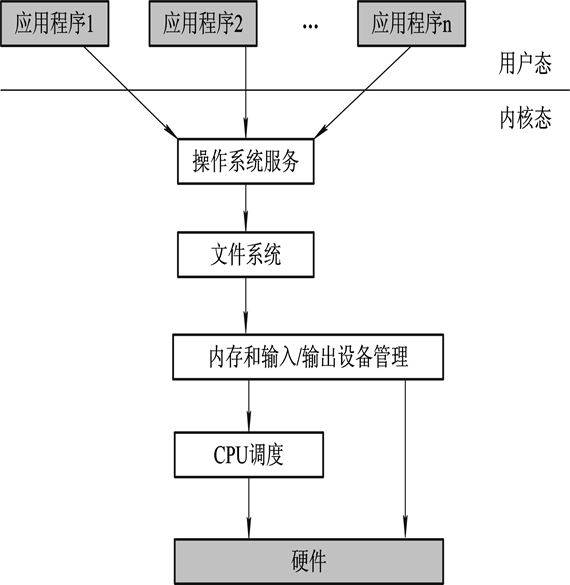 应用程序1 应用程序2 … 应用程序n
用户态
内核态
操作系统服务
文件系统
内存和输入/输出设备管理
CPU调度
硬件